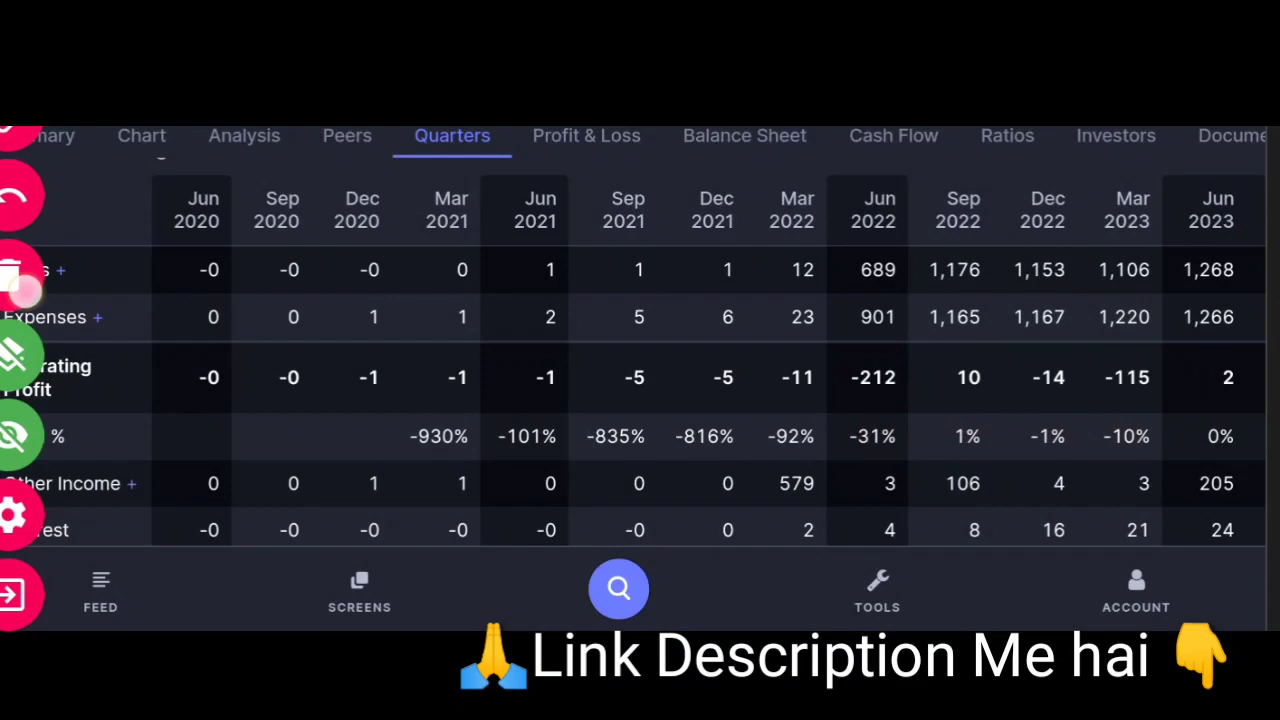 Chart Analysis Peers Quarters Profit & Loss Balance Sheet Cash Flow Ratios Investors
Jun 2020 Sep 2020 Dec 2020 Mar 2021 Jun 2021 Sep 2021 Dec 2021 Mar 2022 Jun 2022 Sep 2022 Dec 2022 Mar 2023 Jun 2023
+ -0 -0 -0 0 1 1 1 12 689 1,176 1,153 1,106 1,268
Expenses + 0 0 1 1 2 5 6 23 901 1,165 1,167 1,220 1,266
Profit -0 -0 -1 -1 -1 -5 -5 -11 -212 10 -14 -115 2
% -930% -101% -835% -816% -92% -31% 1% -1% -10% 0%
Other Income + 0 0 1 1 0 0 0 579 3 106 4 3 205
-0 -0 -0 -0 -0 -0 0 2 4 8 16 21 24
FEED SCREENS TOOLS ACCOUNT
🙏Link Description Me hai 👇